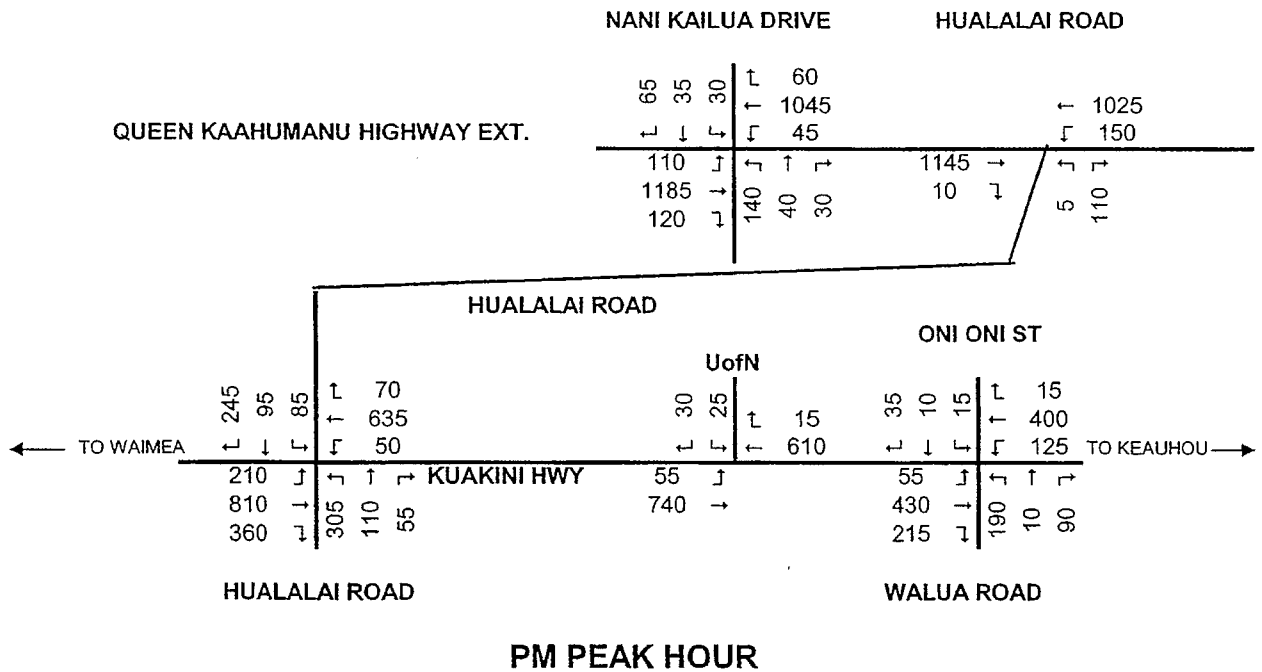 NANI KAILUA DRIVE HUALALAI ROAD
65 35 30 ↰ 60
← 1045 ← 1025
QUEEN KAAHUMANU HIGHWAY EXT. 45 150
110 1145 →
1185 → 10
120 140 40 30 5 110
HUALALAI ROAD
ONI ONI ST
UofN
245 95 85 70 30 25 15 35 10 15 15
635 610 400
← TO WAIMEA 50 125 TO KEAUHOU →
210 KUAKINI HWY 55 55
810 → 740 → 430 →
360 305 110 55 215 190 10 90
HUALALAI ROAD WALUA ROAD
PM PEAK HOUR